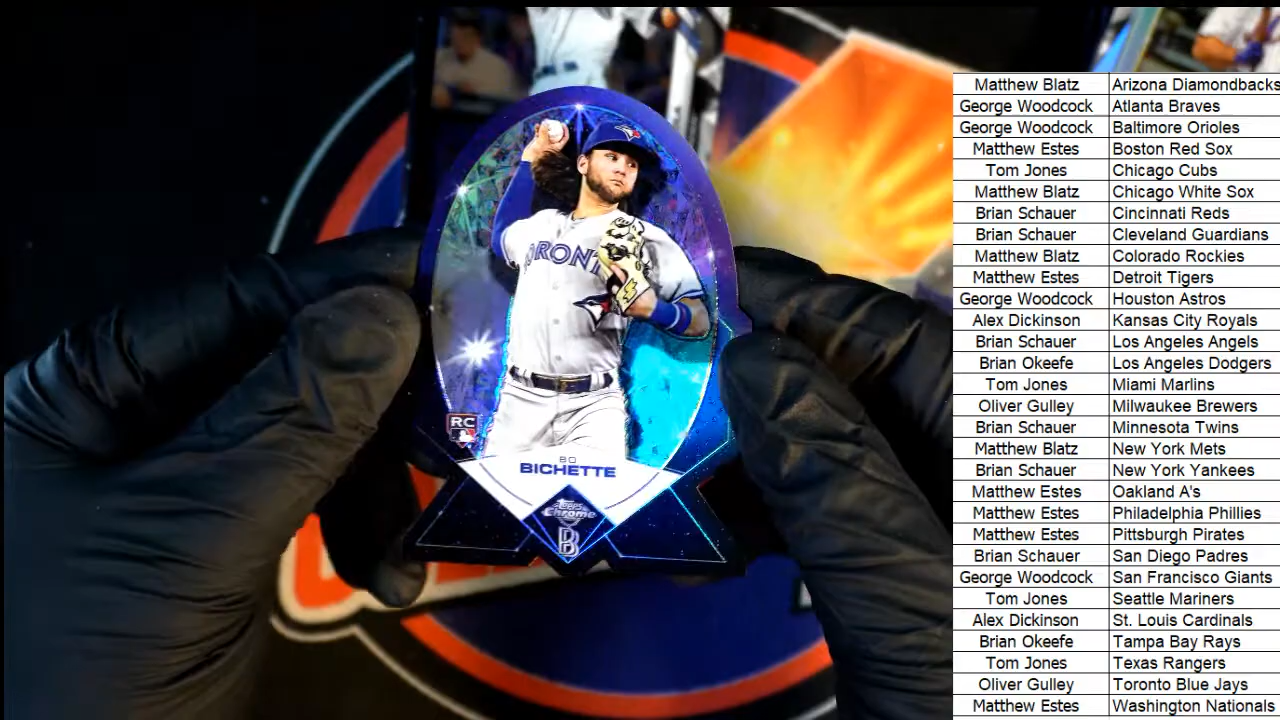 TORONT
RC
BO
BICHETTE
Topps
Chrome
B
Matthew Blatz Arizona Diamondbacks
George Woodcock Atlanta Braves
George Woodcock Baltimore Orioles
Matthew Estes Boston Red Sox
Tom Jones Chicago Cubs
Matthew Blatz Chicago White Sox
Brian Schauer Cincinnati Reds
Brian Schauer Cleveland Guardians
Matthew Blatz Colorado Rockies
Matthew Estes Detroit Tigers
George Woodcock Houston Astros
Alex Dickinson Kansas City Royals
Brian Schauer Los Angeles Angels
Brian Okeefe Los Angeles Dodgers
Tom Jones Miami Marlins
Oliver Gulley Milwaukee Brewers
Brian Schauer Minnesota Twins
Matthew Blatz New York Mets
Brian Schauer New York Yankees
Matthew Estes Oakland A's
Matthew Estes Philadelphia Phillies
Matthew Estes Pittsburgh Pirates
Brian Schauer San Diego Padres
George Woodcock San Francisco Giants
Tom Jones Seattle Mariners
Alex Dickinson St. Louis Cardinals
Brian Okeefe Tampa Bay Rays
Tom Jones Texas Rangers
Oliver Gulley Toronto Blue Jays
Matthew Estes Washington Nationals